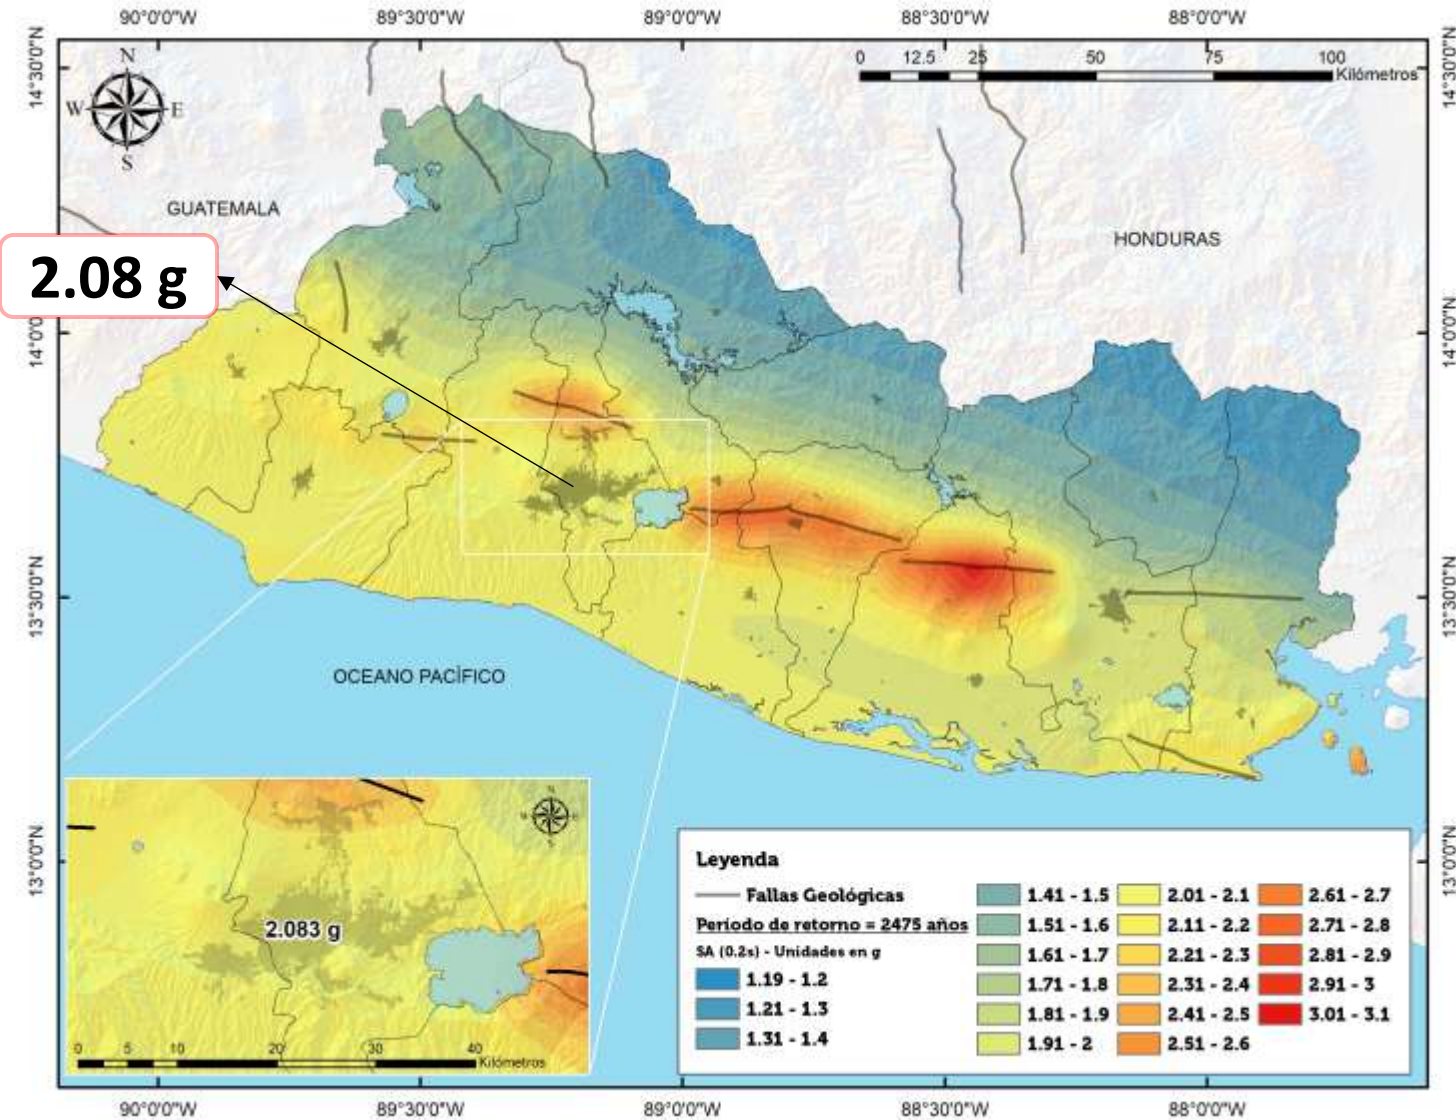 90°0'0"W 89°30'0"W 89°0'0"W 88°30'0"W 88°0'0"W
14°30'0"N
14°30'0"N
N
W E
S
0 12.5 25 50 75 100
Kilómetros
GUATEMALA
HONDURAS
2.08 g
14°0'0"N
14°0'0"N
13°30'0"N
13°30'0"N
OCEANO PACÍFICO
13°0'0"N
13°0'0"N
N
W E
S
2.083 g
0 5 10 20 30 40
Kilómetros
Leyenda
Fallas Geológicas
Período de retorno = 2475 años
SA (0.2s) - Unidades en g
1.19 - 1.2
1.21 - 1.3
1.31 - 1.4
1.41 - 1.5
1.51 - 1.6
1.61 - 1.7
1.71 - 1.8
1.81 - 1.9
1.91 - 2
2.01 - 2.1
2.11 - 2.2
2.21 - 2.3
2.31 - 2.4
2.41 - 2.5
2.51 - 2.6
2.61 - 2.7
2.71 - 2.8
2.81 - 2.9
2.91 - 3
3.01 - 3.1
90°0'0"W 89°30'0"W 89°0'0"W 88°30'0"W 88°0'0"W